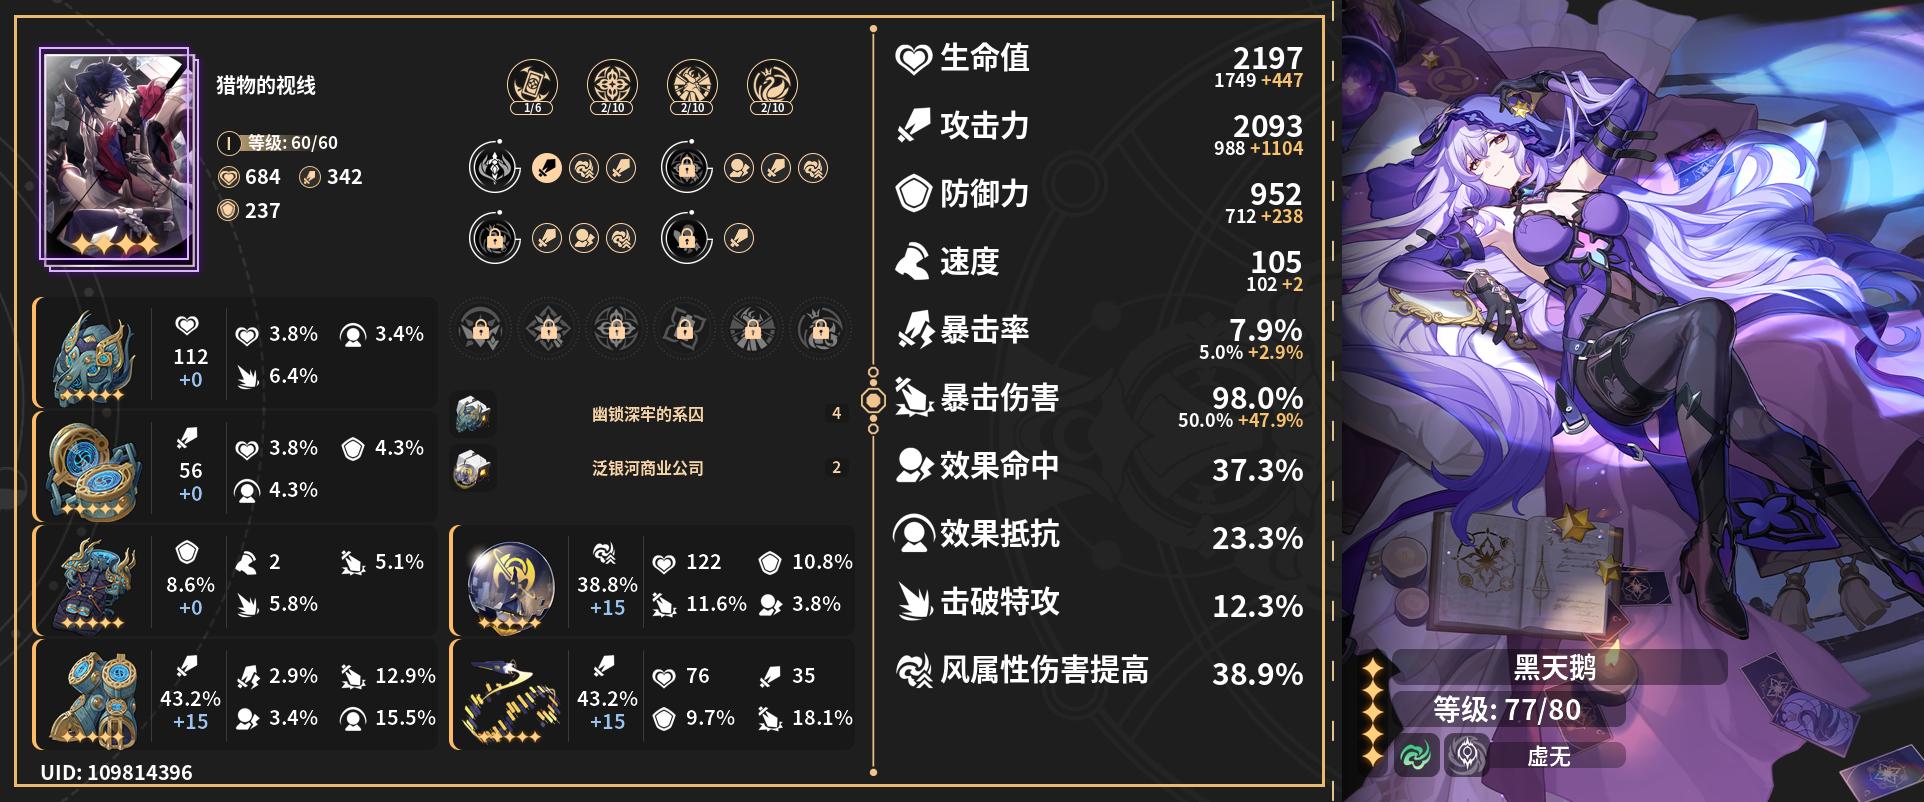 猎物的视线
I 等级: 60/60
684 342
237
1/6 2/10 2/10 2/10
112
+0
3.8% 3.4%
6.4%
56
+0
3.8% 4.3%
4.3%
8.6%
+0
2 5.1%
5.8%
43.2%
+15
2.9% 12.9%
3.4% 15.5%
幽锁深牢的系囚 4
泛银河商业公司 2
38.8%
+15
122 10.8%
11.6% 3.8%
43.2%
+15
76 35
9.7% 18.1%
UID: 109814396
生命值 2197
1749 +447
攻击力 2093
988 +1104
防御力 952
712 +238
速度 105
102 +2
暴击率 7.9%
5.0% +2.9%
暴击伤害 98.0%
50.0% +47.9%
效果命中 37.3%
效果抵抗 23.3%
击破特攻 12.3%
风属性伤害提高 38.9%
黑天鹅
等级: 77/80
虚无